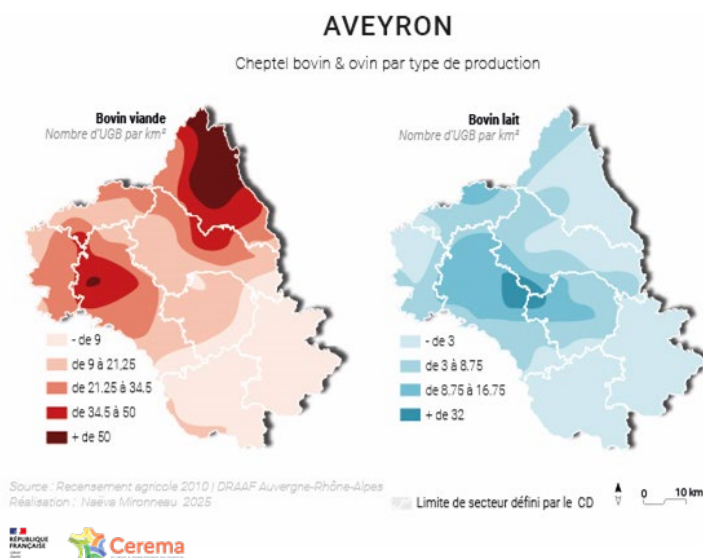 AVEYRON
Cheptel bovin & ovin par type de production
Bovin viande
Nombre d'UGB par km²
Bovin lait
Nombre d'UGB par km²
- de 9
de 9 à 21,25
de 21.25 à 34.5
de 34.5 à 50
+ de 50
- de 3
de 3 à 8.75
de 8.75 à 16.75
+ de 32
Source : Recensement agricole 2010 | DRAAF Auvergne-Rhône-Alpes
Réalisation : Naëva Mironneau 2025
Limite de secteur défini par le CD
0 10 km
RÉPUBLIQUE
FRANÇAISE
Cerema